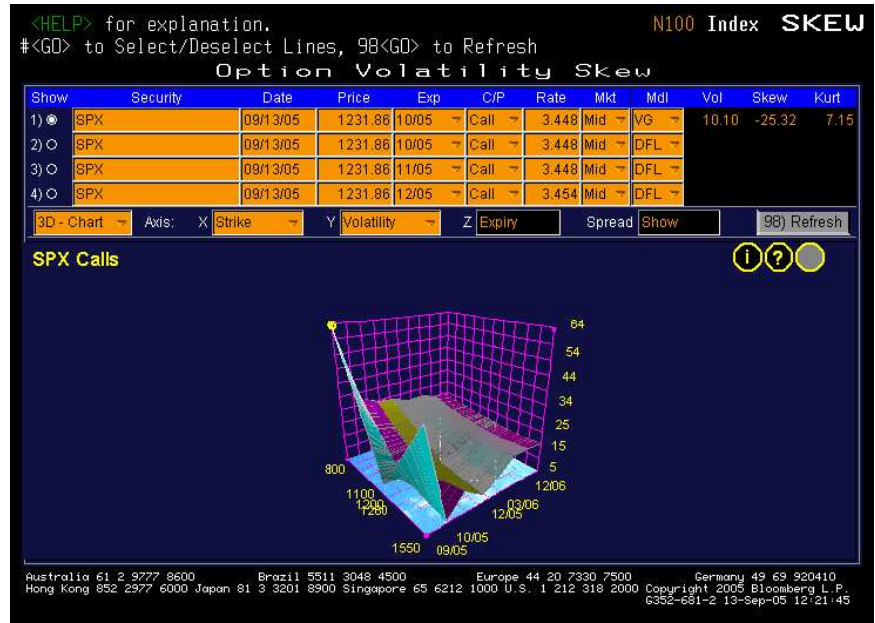 <HELP> for explanation. N100 Index SKEW
#<GO> to Select/Deselect Lines, 98<GO> to Refresh
Option Volatility Skew
Show Security Date Price Exp C/P Rate Mkt Mdl Vol Skew Kurt
1) SPX 09/13/05 1231.86 10/05 Call 3.448 Mid VG 10.10 -25.32 7.15
2) SPX 09/13/05 1231.86 10/05 Call 3.448 Mid DFL
3) SPX 09/13/05 1231.86 11/05 Call 3.448 Mid DFL
4) SPX 09/13/05 1231.86 12/05 Call 3.454 Mid DFL
3D - Chart Axis: X Strike Y Volatility Z Expiry Spread Show 98) Refresh
SPX Calls i ?
64
54
44
34
25
15
5
800
1100
1200
1280
1550
12/06
03/06
12/05
10/05
09/05
Australia 61 2 9777 8600 Brazil 5511 3048 4500 Europe 44 20 7330 7500 Germany 49 69 920410
Hong Kong 852 2977 6000 Japan 81 3 3201 8900 Singapore 65 6212 1000 U.S. 1 212 318 2000 Copyright 2005 Bloomberg L.P.
G352-681-2 13-Sep-05 12:21:45